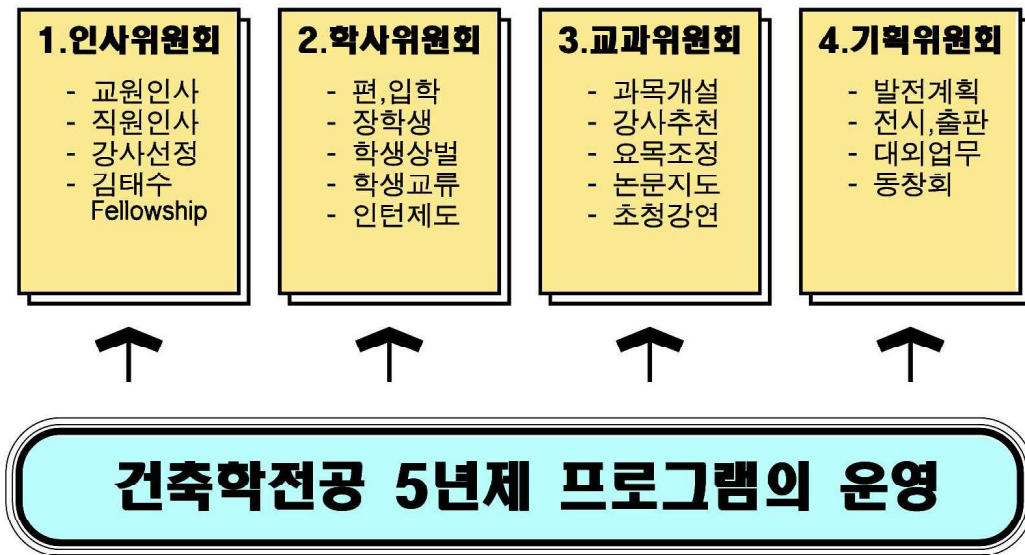 1.인사위원회
- 교원인사
- 직원인사
- 강사선정
- 김태수
Fellowship
2.학사위원회
- 편,입학
- 장학생
- 학생상벌
- 학생교류
- 인턴제도
3.교과위원회
- 과목개설
- 강사추천
- 요목조정
- 논문지도
- 초청강연
4.기획위원회
- 발전계획
- 전시,출판
- 대외업무
- 동창회
건축학전공 5년제 프로그램의 운영